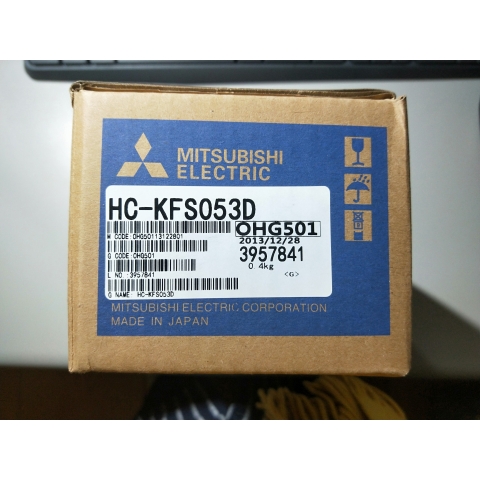 MITSUBISHI
ELECTRIC
HC-KFS053D
OHG501
2013/12/28
M CODE:OHG50113122801
G CODE:OHG501
3957841
0.4kg
L NO :3957841
<G>
G NAME: HC-KFS053D
MITSUBISHI ELECTRIC CORPORATION
MADE IN JAPAN